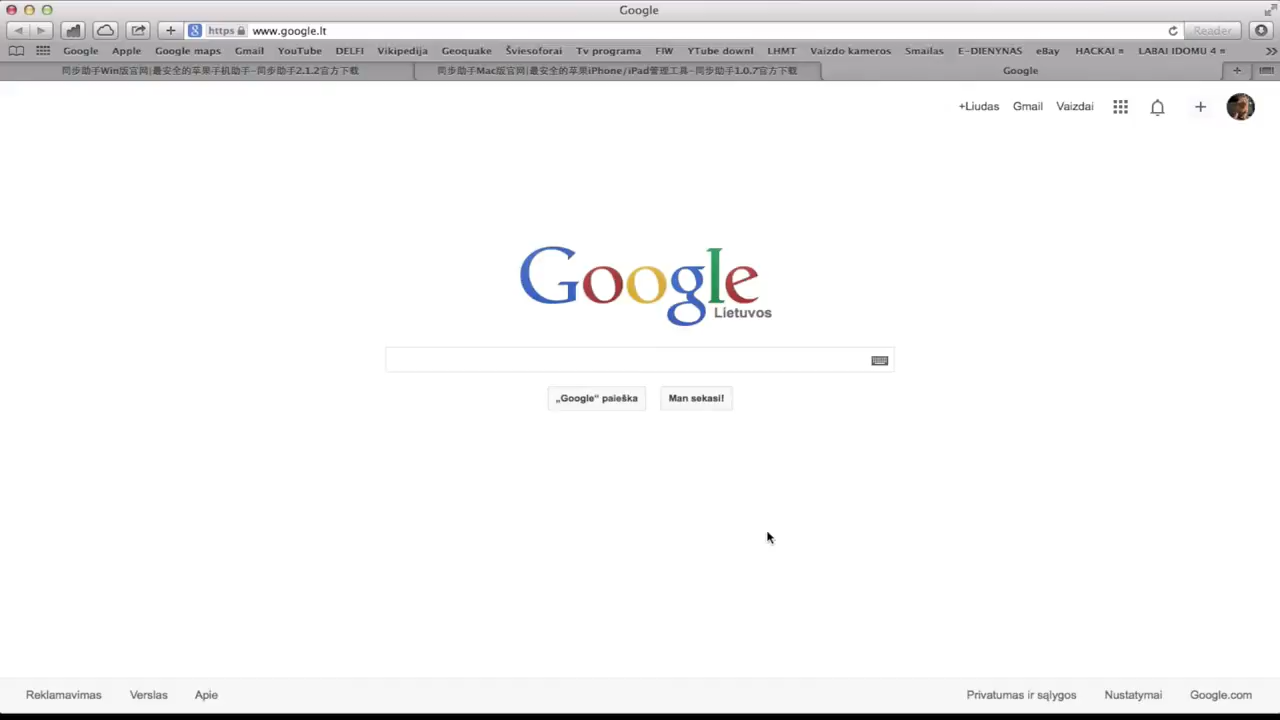 Google
https www.google.lt Reader
Google Apple Google maps Gmail YouTube DELFI Vikipedija Geoquake Šviesoforai Tv programa FIW YTube downl LHMT Vaizdo kameros Smailas E-DIENYNAS eBay HACKAI LABAI IDOMU 4
同步助手Win版官网|最安全的苹果手机助手-同步助手2.1.2官方下载 同步助手Mac版官网|最安全的苹果iPhone/iPad管理工具-同步助手1.0.7官方下载 Google
+Liudas Gmail Vaizdai
Google
Lietuvos
„Google“ paieška Man sekasi!
Reklamavimas Verslas Apie Privatumas ir sąlygos Nustatymai Google.com